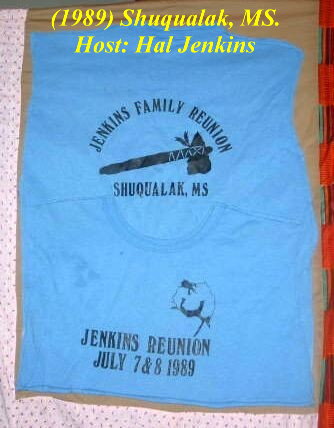 (1989) Shuqualak, MS.
Host: Hal Jenkins
JENKINS FAMILY REUNION
SHUQUALAK, MS
JENKINS REUNION
JULY 7&8 1989